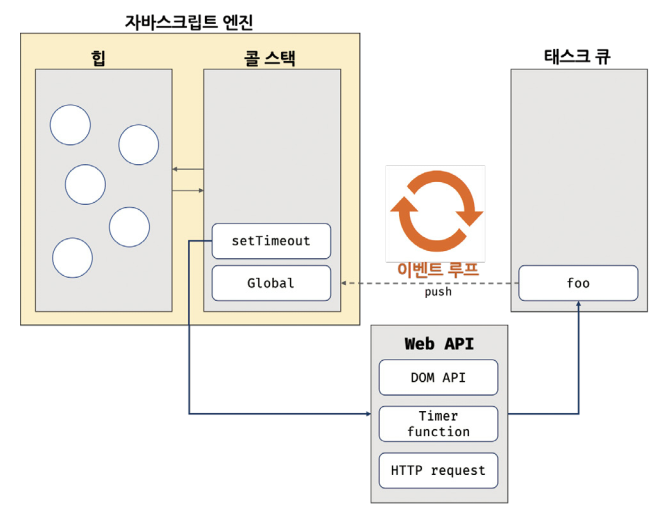 자바스크립트 엔진
힙
콜 스택
태스크 큐
setTimeout
Global
이벤트 루프
push
foo
Web API
DOM API
Timer
function
HTTP request